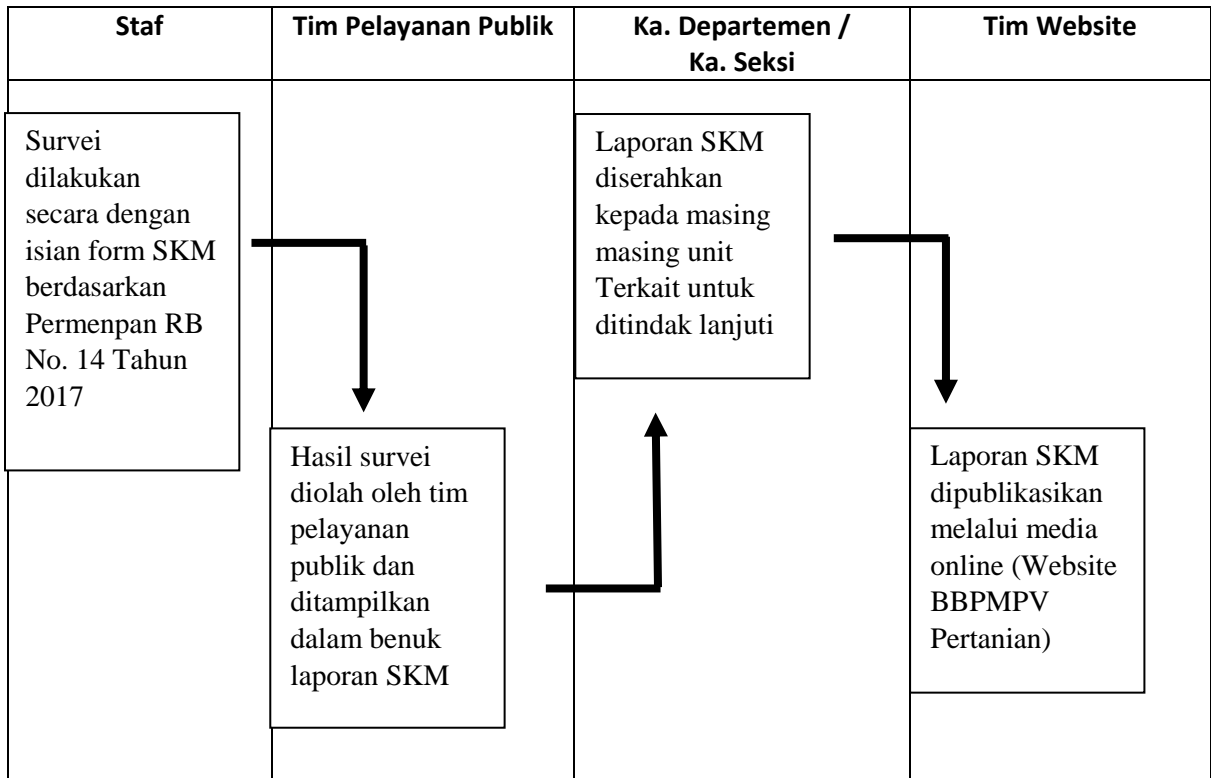 Staf
Tim Pelayanan Publik
Ka. Departemen /
Ka. Seksi
Tim Website
Survei
dilakukan
secara dengan
isian form SKM
berdasarkan
Permenpan RB
No. 14 Tahun
2017
Hasil survei
diolah oleh tim
pelayanan
publik dan
ditampilkan
dalam benuk
laporan SKM
Laporan SKM
diserahkan
kepada masing
masing unit
Terkait untuk
ditindak lanjuti
Laporan SKM
dipublikasikan
melalui media
online (Website
BBPMPV
Pertanian)